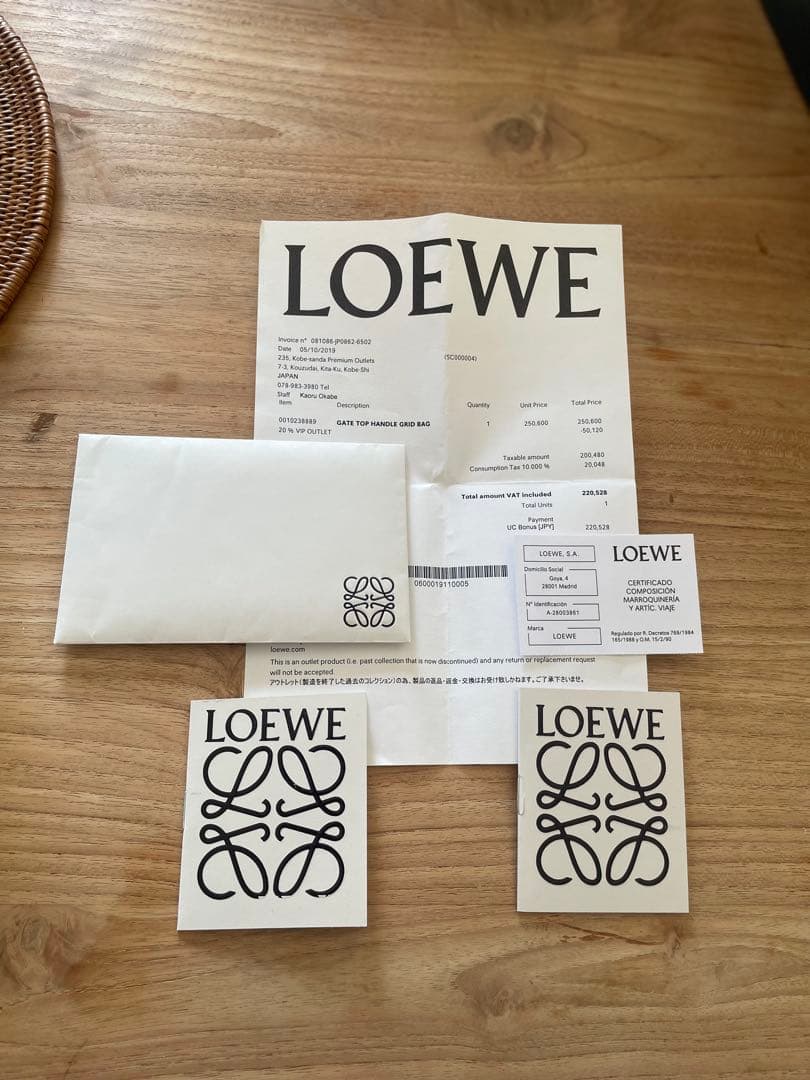 LOEWE
Invoice n° 081086-JP0862-6502
Date 05/10/2019
235, Kobe-sanda Premium Outlets (SC000004)
7-3, Kouzudai, Kita-Ku, Kobe-Shi
JAPAN
078-983-3980 Tel
Staff Kaoru Okabe
Item Description Quantity Unit Price Total Price
0010238889 GATE TOP HANDLE GRID BAG 1 250,600 250,600
20 % VIP OUTLET -50,120
Taxable amount 200,480
Consumption Tax 10.000 % 20,048
Total amount VAT included 220,528
Total Units 1
Payment
UC Bonus [JPY] 220,528
0600019110005
loewe.com
This is an outlet product (i.e. past collection that is now discontinued) and any return or replacement request
will not be accepted.
アウトレット(製造を終了した過去のコレクション)の為、製品の返品・返金・交換はお受け致しかねます。ご了承下さいませ。
LOEWE, S.A.
Domicilio Social
Goya, 4
28001 Madrid
Nº Identificación
A-28003861
Marca
LOEWE
LOEWE
CERTIFICADO
COMPOSICIÓN
MARROQUINERÍA
Y ARTÍC. VIAJE
Regulado por R. Decretos 769/1984
165/1988 y O.M. 15/2/90
LOEWE
LOEWE